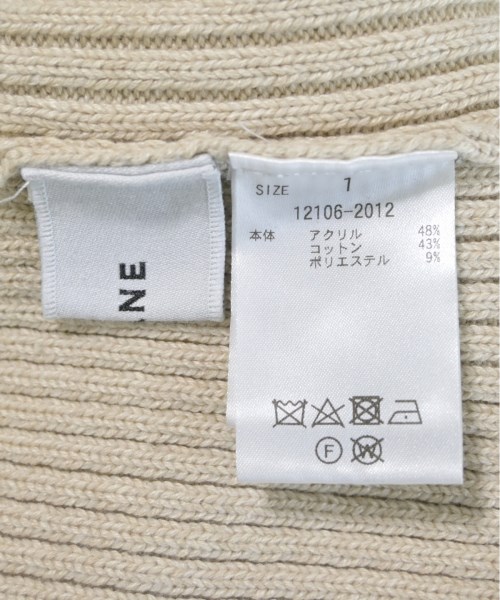 ANE
SIZE 1
12106-2012
本体 アクリル 48%
コットン 43%
ポリエステル 9%
F W